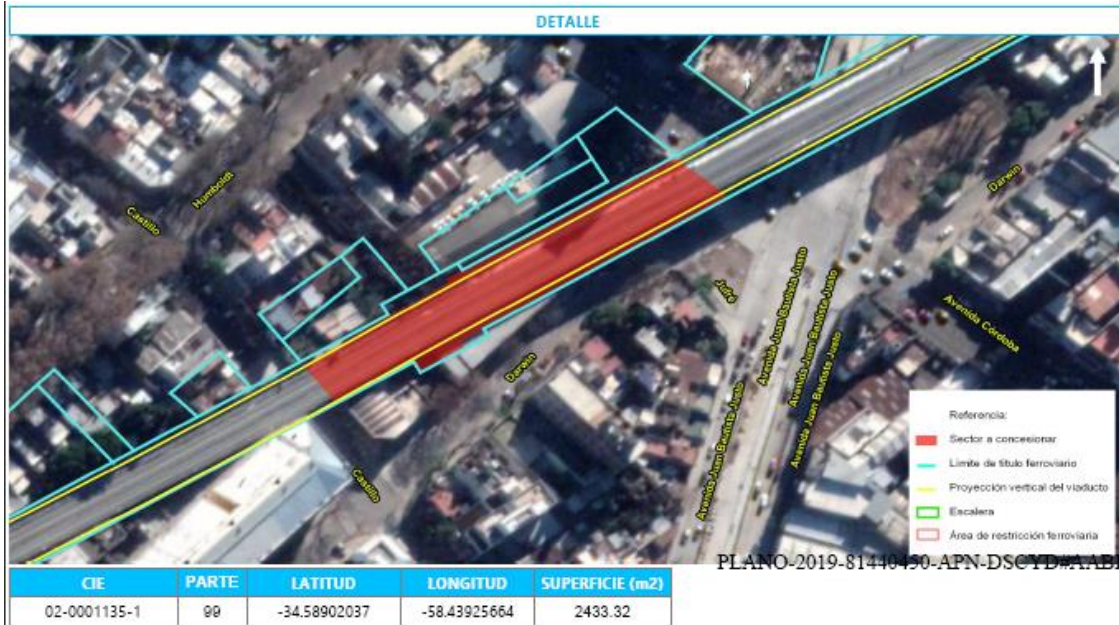 DETALLE
Humboldt
Castillo
Darwin
Jufré
Avenida Juan Bautista Justo
Avenida Juan Bautista Justo
Avenida Juan Bautista Justo
Avenida Juan Bautista Justo
Avenida Córdoba
Darwin
Castillo
Referencia:
Sector a concesionar
Límite de título ferroviario
Proyección vertical del viaducto
Escalera
Área de restricción ferroviaria
PLANO-2019-81440450-APN-DSCYD#AABE
CIE PARTE LATITUD LONGITUD SUPERFICIE (m2)
02-0001135-1 99 -34.58902037 -58.43925664 2433.32